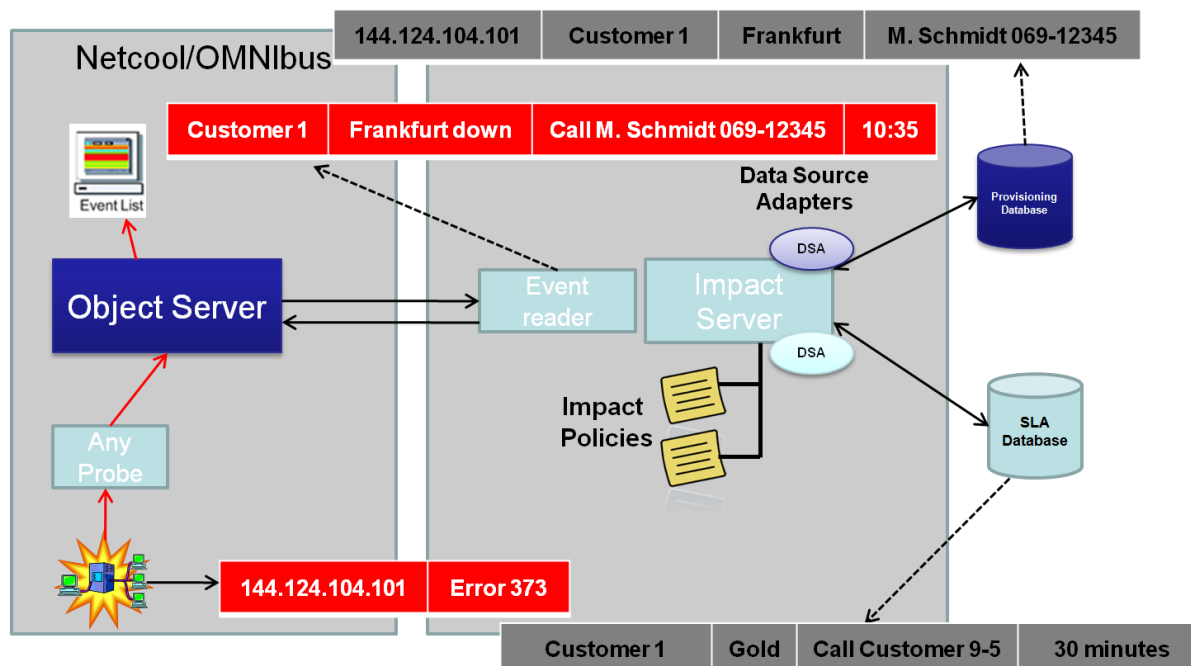 144.124.104.101 Customer 1 Frankfurt M. Schmidt 069-12345
Netcool/OMNIbus
Customer 1 Frankfurt down Call M. Schmidt 069-12345 10:35
Event List
Data Source
Adapters
Provisioning
Database
DSA
Object Server
Event
reader
Impact
Server
DSA
Impact
Policies
SLA
Database
Any
Probe
144.124.104.101 Error 373
Customer 1 Gold Call Customer 9-5 30 minutes